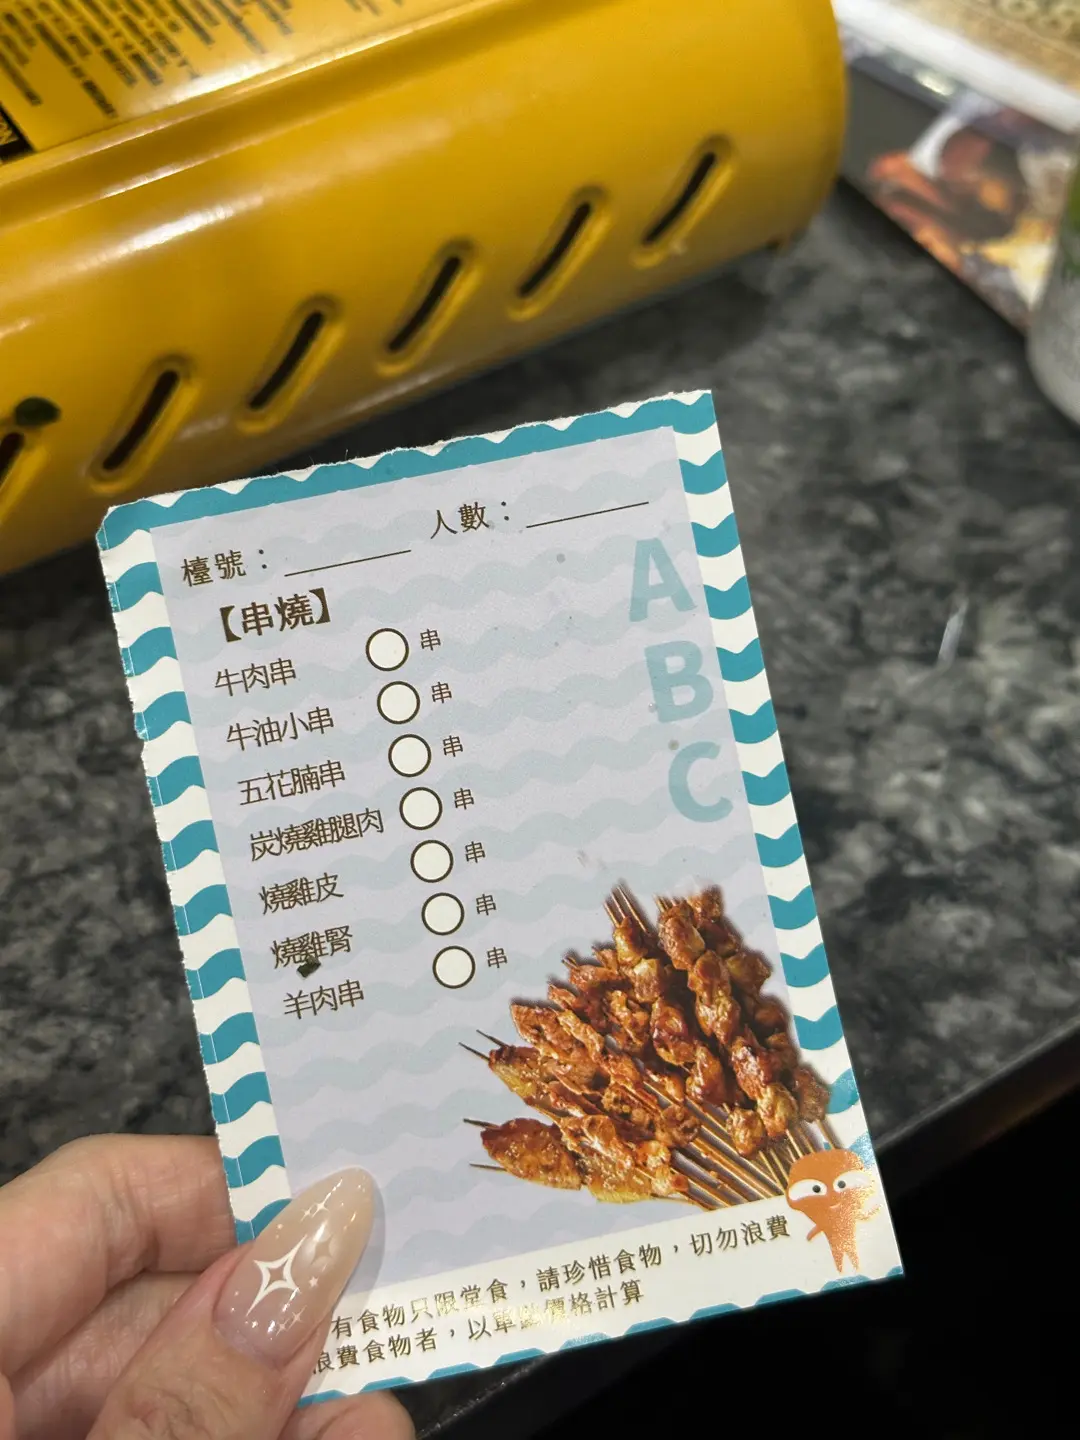 檯號：
人數：
【串燒】
牛肉串 串
牛油小串 串
五花腩串 串
炭燒雞腿肉 串
燒雞皮 串
燒雞腎 串
羊肉串 串
A
B
C
有食物只限堂食，請珍惜食物，切勿浪費
浪費食物者，以單點價格計算